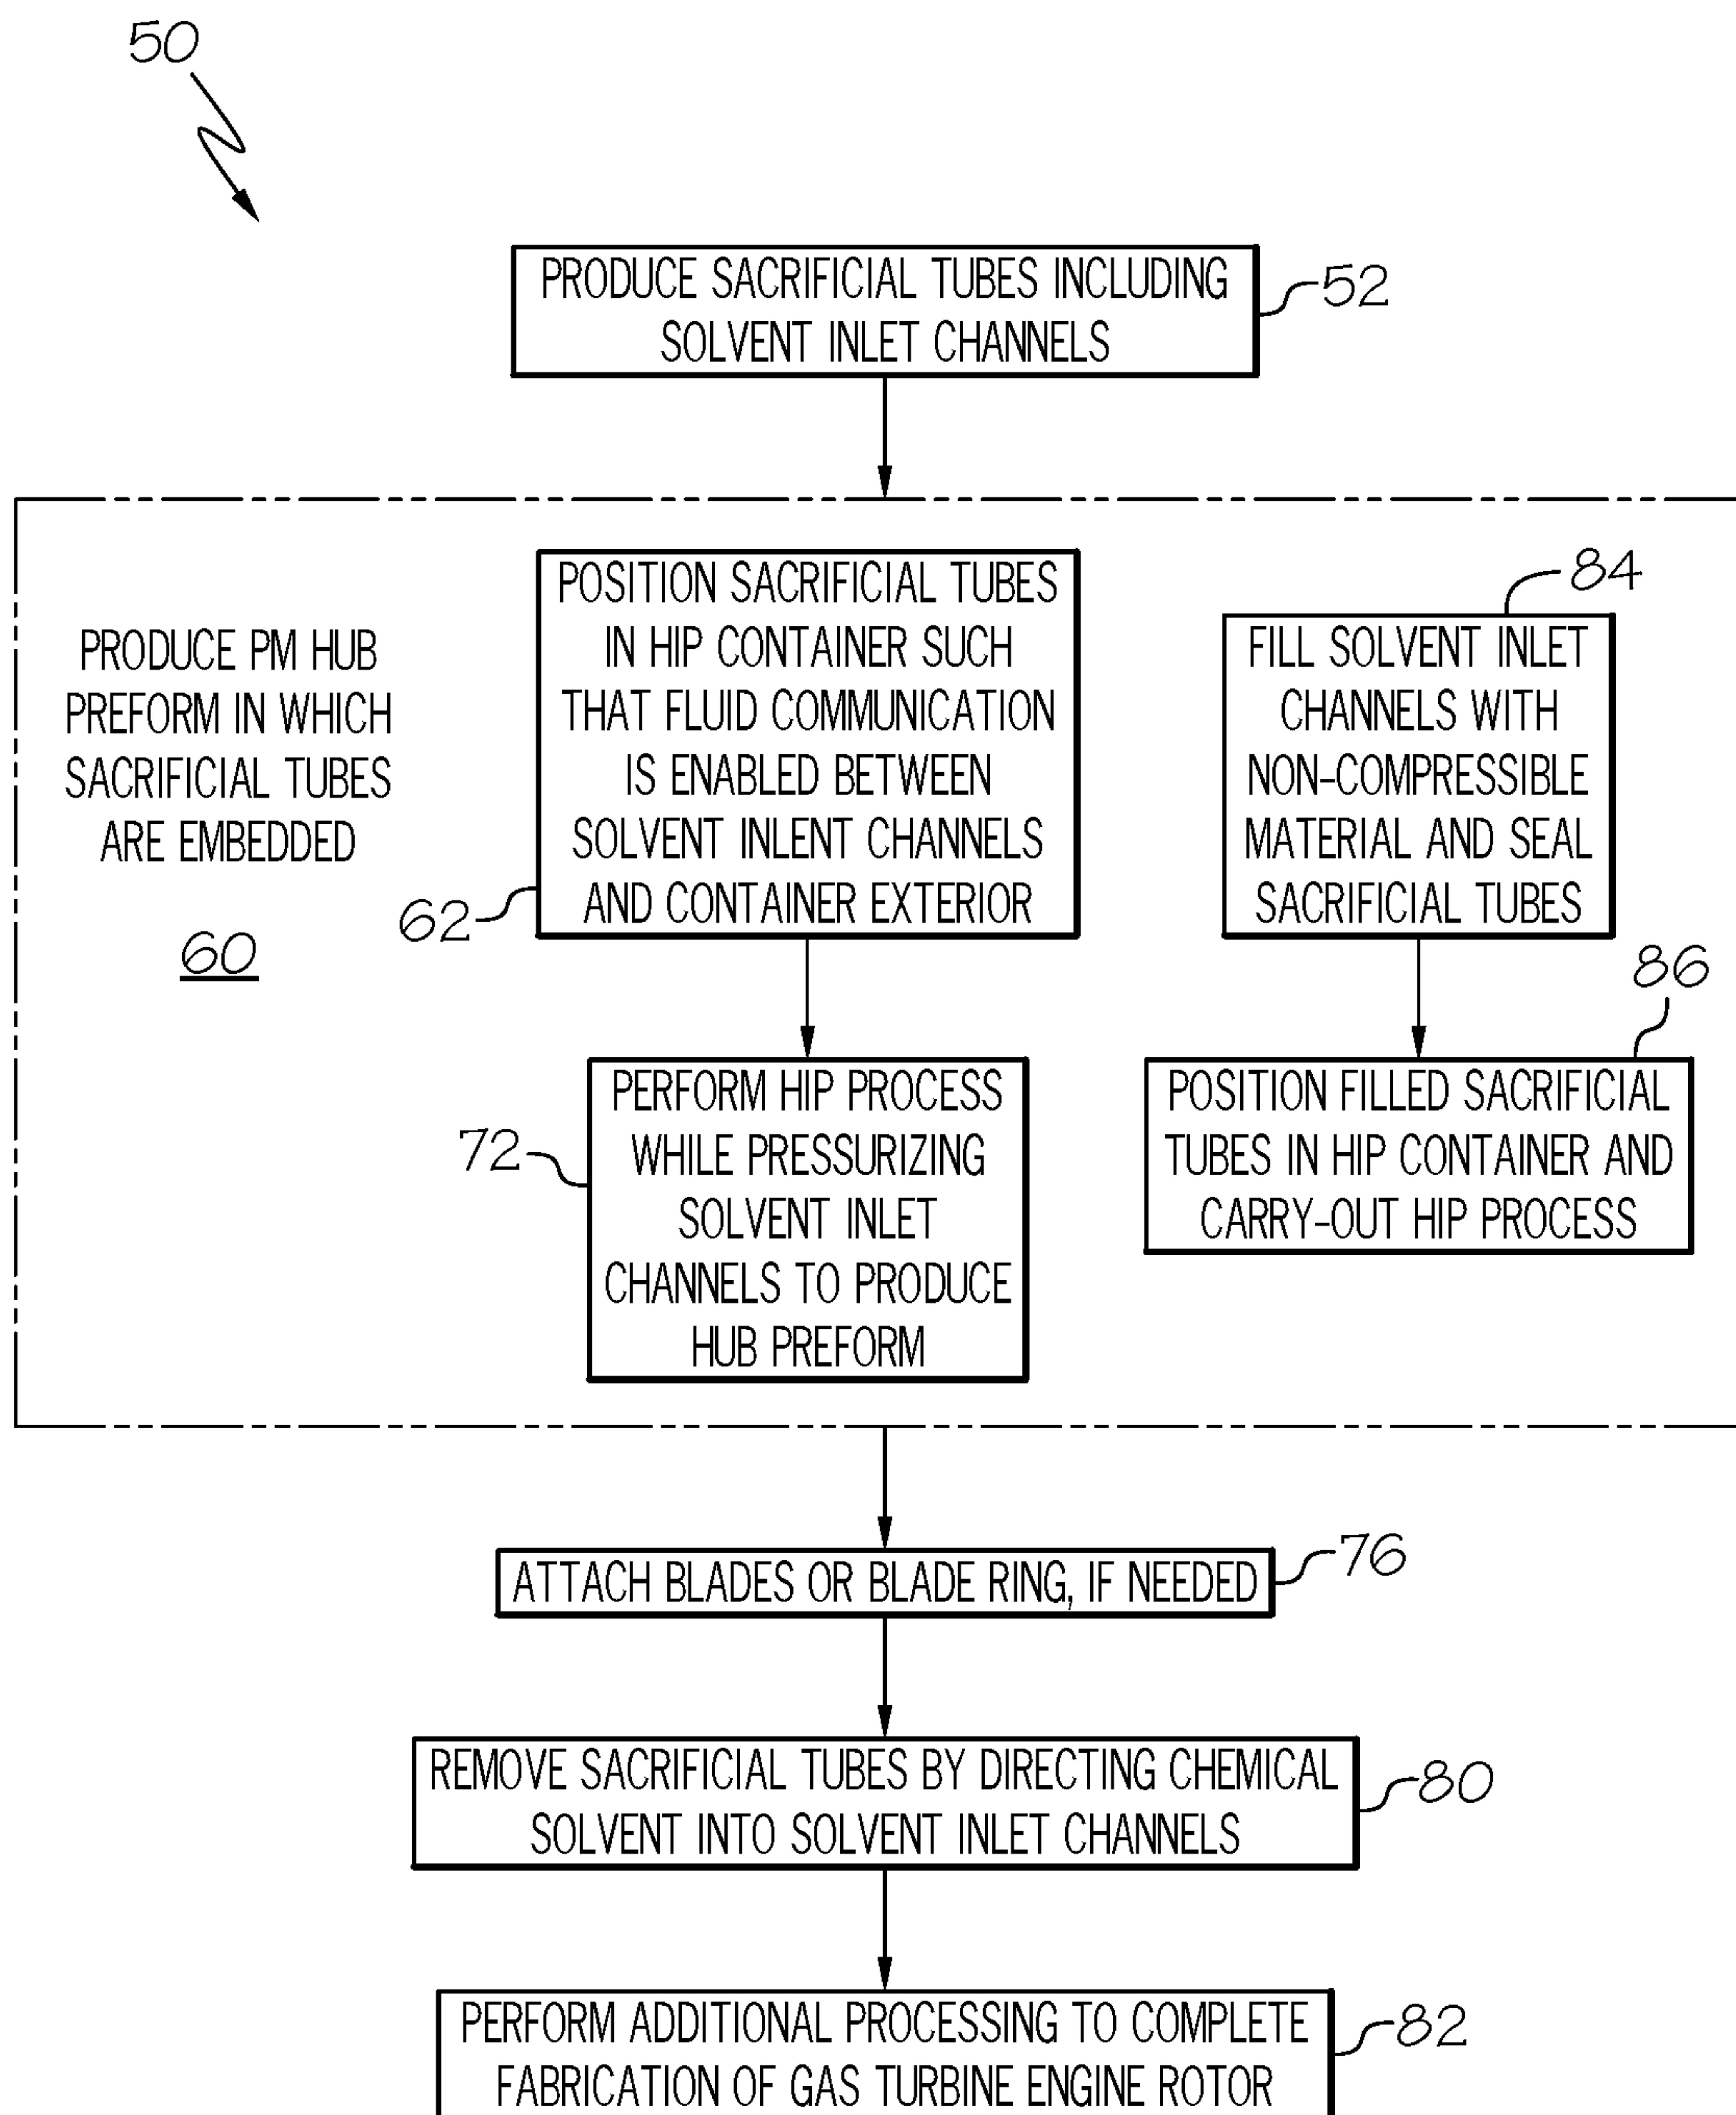 50
PRODUCE SACRIFICIAL TUBES INCLUDING
SOLVENT INLET CHANNELS
52
PRODUCE PM HUB
PREFORM IN WHICH
SACRIFICIAL TUBES
ARE EMBEDDED
60
POSITION SACRIFICIAL TUBES
IN HIP CONTAINER SUCH
THAT FLUID COMMUNICATION
IS ENABLED BETWEEN
SOLVENT INLENT CHANNELS
AND CONTAINER EXTERIOR
62
PERFORM HIP PROCESS
WHILE PRESSURIZING
SOLVENT INLET
CHANNELS TO PRODUCE
HUB PREFORM
72
84
FILL SOLVENT INLET
CHANNELS WITH
NON-COMPRESSIBLE
MATERIAL AND SEAL
SACRIFICIAL TUBES
86
POSITION FILLED SACRIFICIAL
TUBES IN HIP CONTAINER AND
CARRY-OUT HIP PROCESS
ATTACH BLADES OR BLADE RING, IF NEEDED
76
REMOVE SACRIFICIAL TUBES BY DIRECTING CHEMICAL
SOLVENT INTO SOLVENT INLET CHANNELS
80
PERFORM ADDITIONAL PROCESSING TO COMPLETE
FABRICATION OF GAS TURBINE ENGINE ROTOR
82